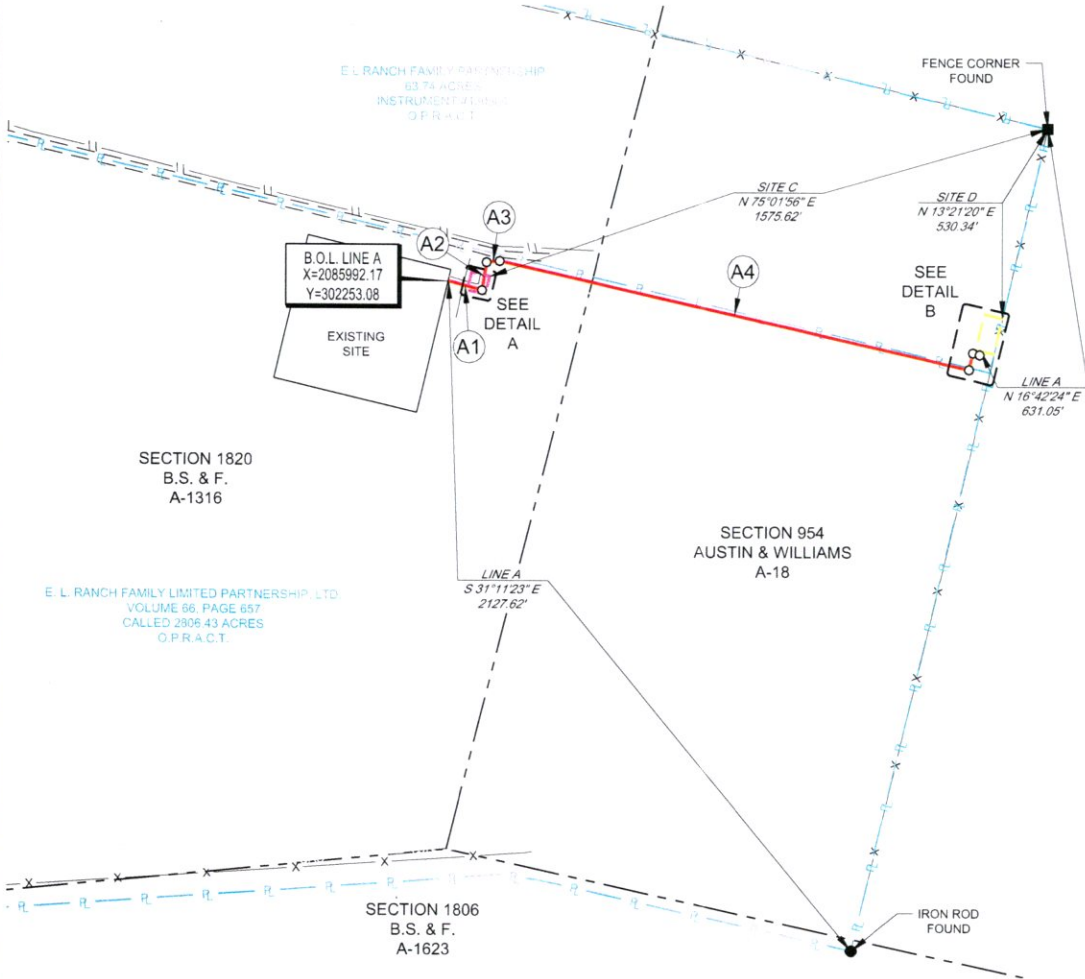 E.L. RANCH FAMILY PARTNERSHIP
63.74 ACRES
INSTRUMENT
O.P.R.A.C.T.
FENCE CORNER
FOUND
SITE C
N 75°01'56" E
1575.62'
SITE D
N 13°21'20" E
530.34'
A3
A2
B.O.L. LINE A
X=2085992.17
Y=302253.08
A4
SEE
DETAIL
B
SEE
DETAIL
A
EXISTING
SITE
A1
LINE A
N 16°42'24" E
631.05'
SECTION 1820
B.S. & F.
A-1316
SECTION 954
AUSTIN & WILLIAMS
A-18
LINE A
S 31°11'23" E
2127.62'
E. L. RANCH FAMILY LIMITED PARTNERSHIP, LTD.
VOLUME 66, PAGE 657
CALLED 2806.43 ACRES
O.P.R.A.C.T.
SECTION 1806
B.S. & F.
A-1623
IRON ROD
FOUND